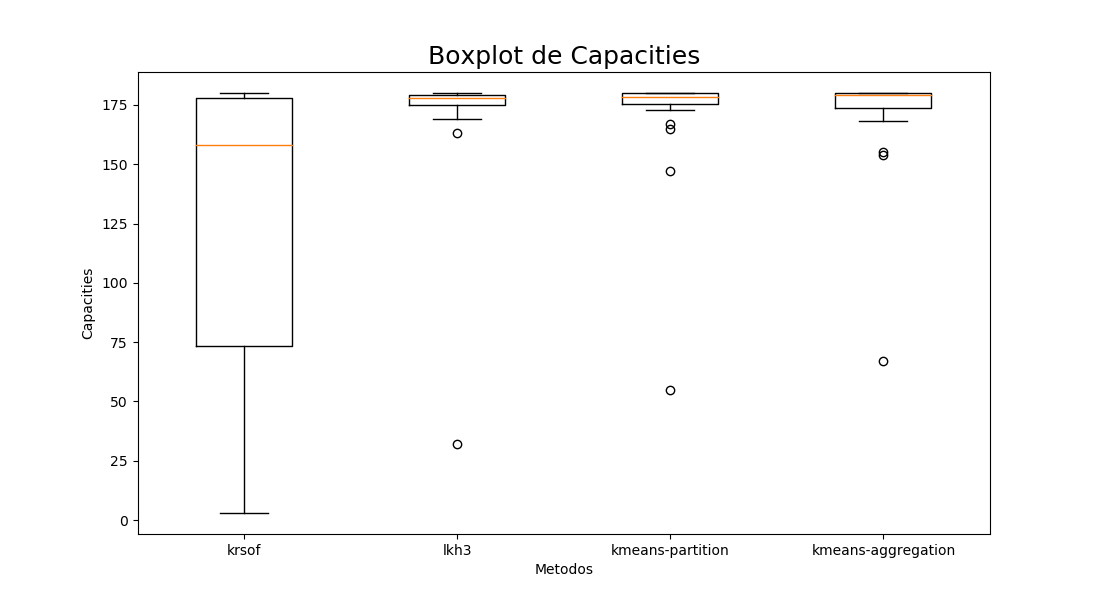 Boxplot de Capacities
Capacities
175
150
125
100
75
50
25
0
krsof
lkh3
kmeans-partition
kmeans-aggregation
Metodos